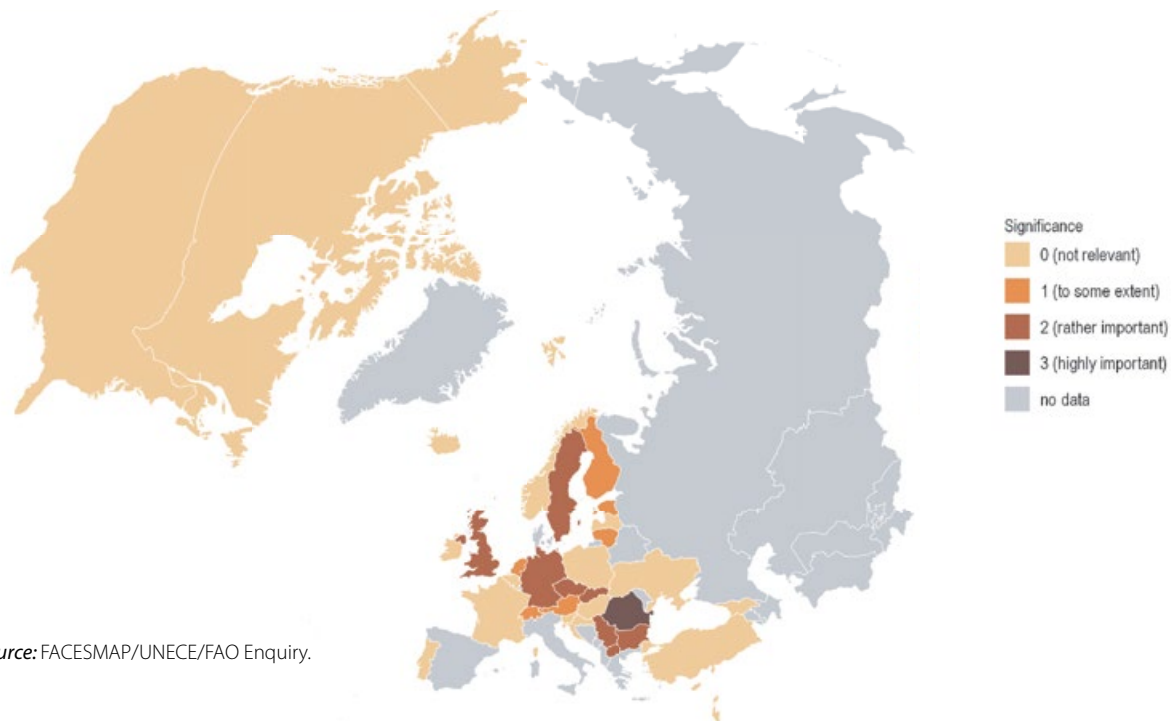 Significance
0 (not relevant)
1 (to some extent)
2 (rather important)
3 (highly important)
no data
urce: FACESMAP/UNECE/FAO Enquiry.